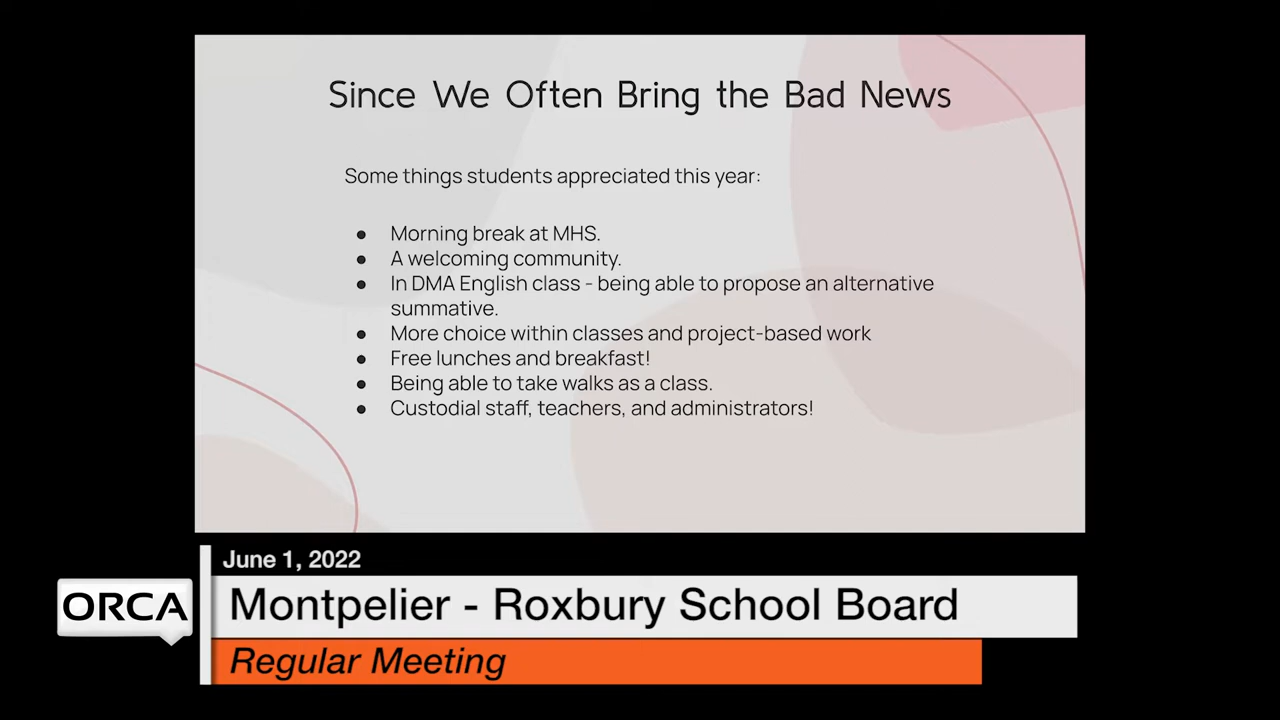 Since We Often Bring the Bad News
Some things students appreciated this year:
● Morning break at MHS.
● A welcoming community.
● In DMA English class - being able to propose an alternative
summative.
● More choice within classes and project-based work
● Free lunches and breakfast!
● Being able to take walks as a class.
● Custodial staff, teachers, and administrators!
June 1, 2022
ORCA
Montpelier - Roxbury School Board
Regular Meeting